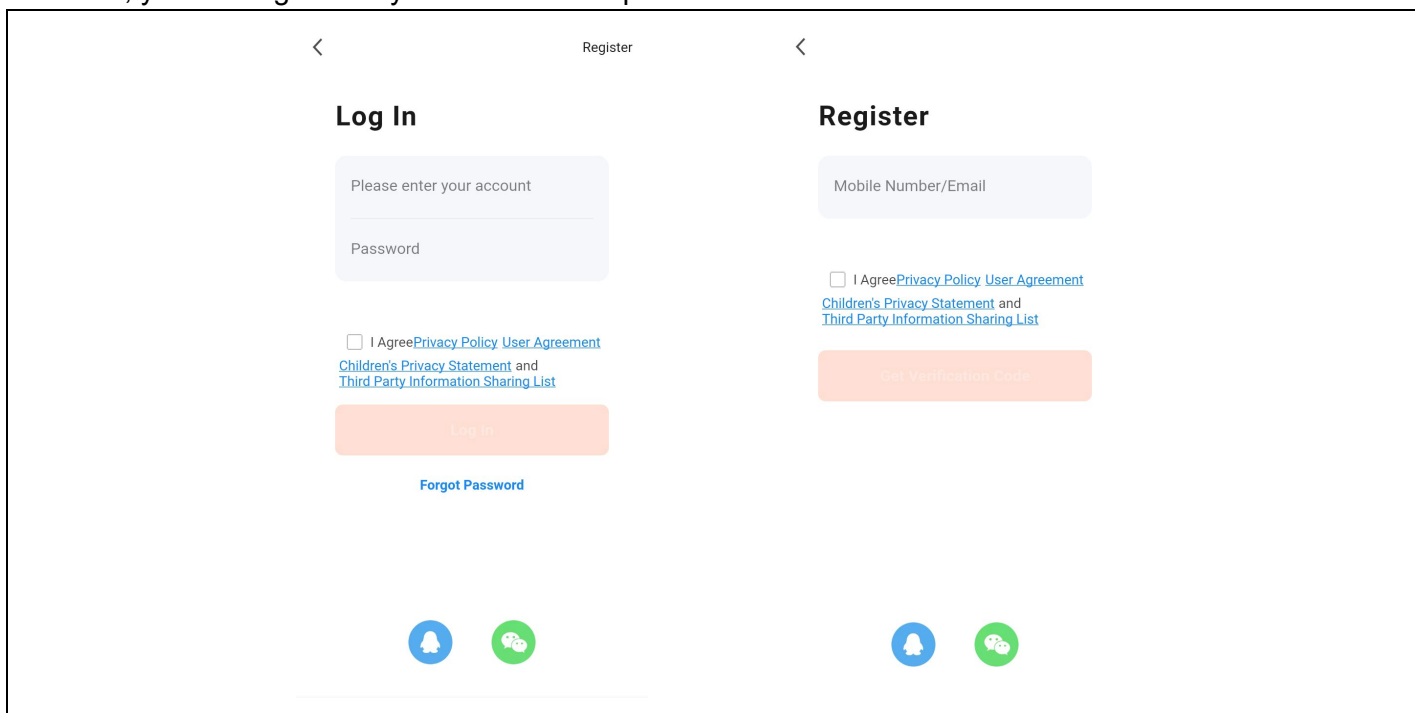 Register
Log In
Please enter your account
Password
I AgreePrivacy Policy User Agreement
Children's Privacy Statement and
Third Party Information Sharing List
Log In
Forgot Password
Register
Mobile Number/Email
I AgreePrivacy Policy User Agreement
Children's Privacy Statement and
Third Party Information Sharing List
Get Verification Code